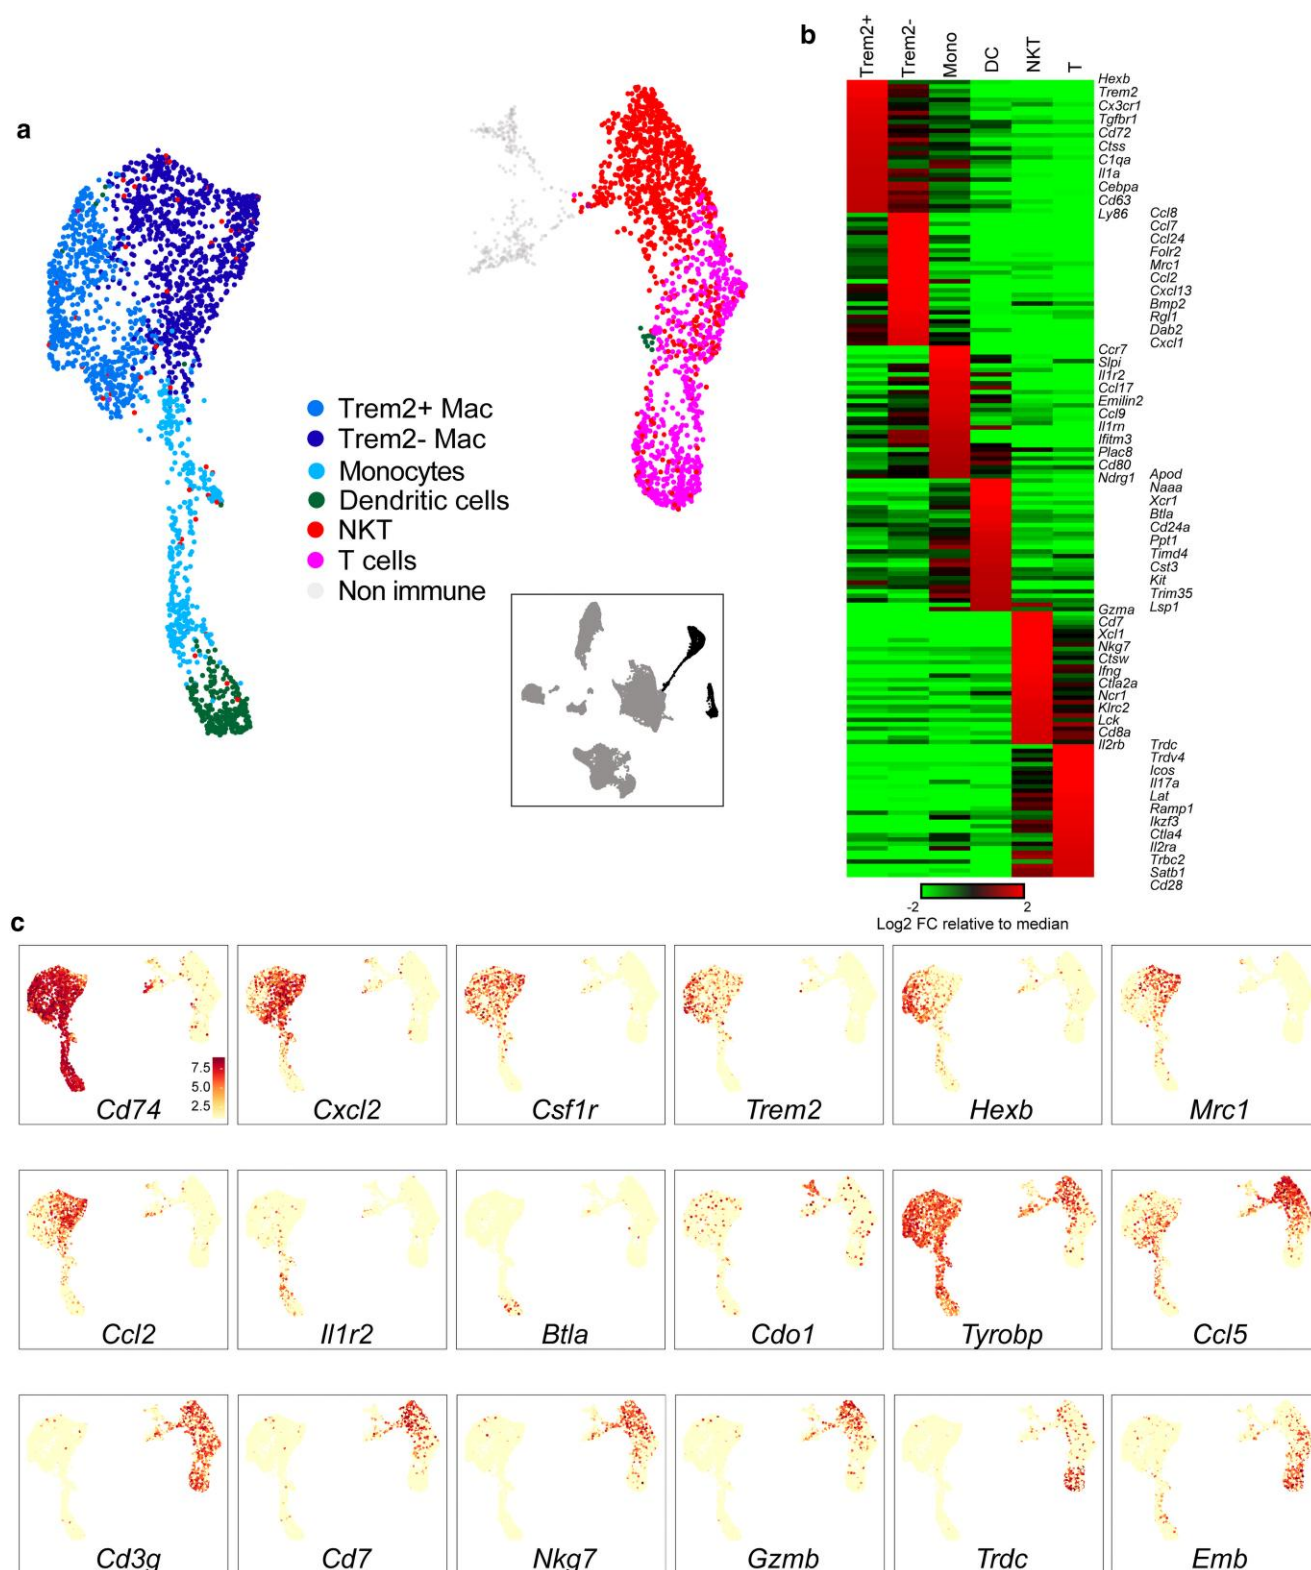 a
Trem2+ Mac
Trem2- Mac
Monocytes
Dendritic cells
NKT
T cells
Non immune
b
Trem2+
Trem2-
Mono
DC
NKT
T
Hexb
Trem2
Cx3cr1
Tgfbr1
Cd72
Ctss
C1qa
Il1a
Cebpa
Cd63
Ly86
Ccl8
Ccl7
Ccl24
Folr2
Mrc1
Ccl2
Cxcl13
Bmp2
Rgl1
Dab2
Cxcl1
Ccr7
Slpi
Il1r2
Ccl17
Emilin2
Ccl9
Il1rn
Ifitm3
Plac8
Cd80
Ndrg1
Apod
Naaa
Xcr1
Btla
Cd24a
Ppt1
Timd4
Cst3
Kit
Trim35
Lsp1
Gzma
Cd7
Xcl1
Nkg7
Ctsw
Ifng
Ctla2a
Ncr1
Klrc2
Lck
Cd8a
Il2rb
Trdc
Trdv4
Icos
Il17a
Lat
Ramp1
Ikzf3
Ctla4
Il2ra
Trbc2
Satb1
Cd28
-2 2
Log2 FC relative to median
c
7.5
5.0
2.5
Cd74
Cxcl2
Csf1r
Trem2
Hexb
Mrc1
Ccl2
Il1r2
Btla
Cdo1
Tyrobp
Ccl5
Cd3g
Cd7
Nkg7
Gzmb
Trdc
Emb